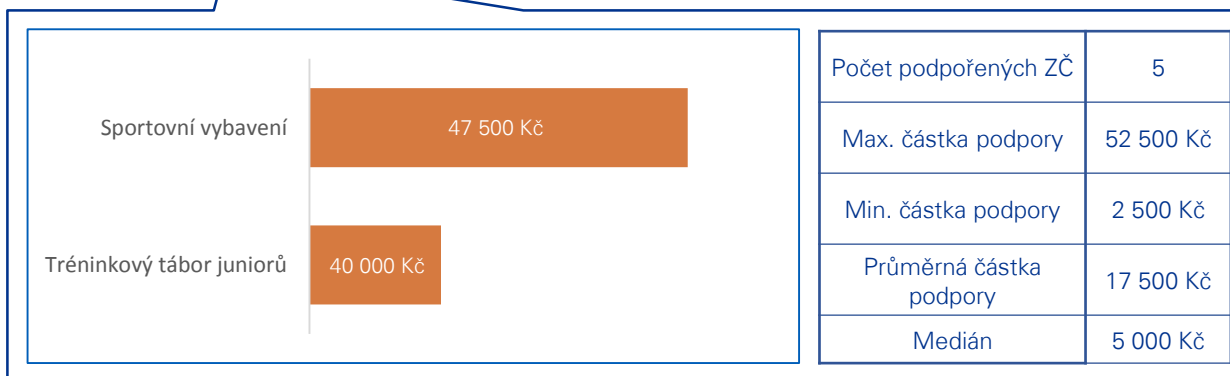 Sportovní vybavení
47 500 Kč
Tréninkový tábor juniorů
40 000 Kč
Počet podpořených ZČ 5
Max. částka podpory 52 500 Kč
Min. částka podpory 2 500 Kč
Průměrná částka
podpory 17 500 Kč
Medián 5 000 Kč